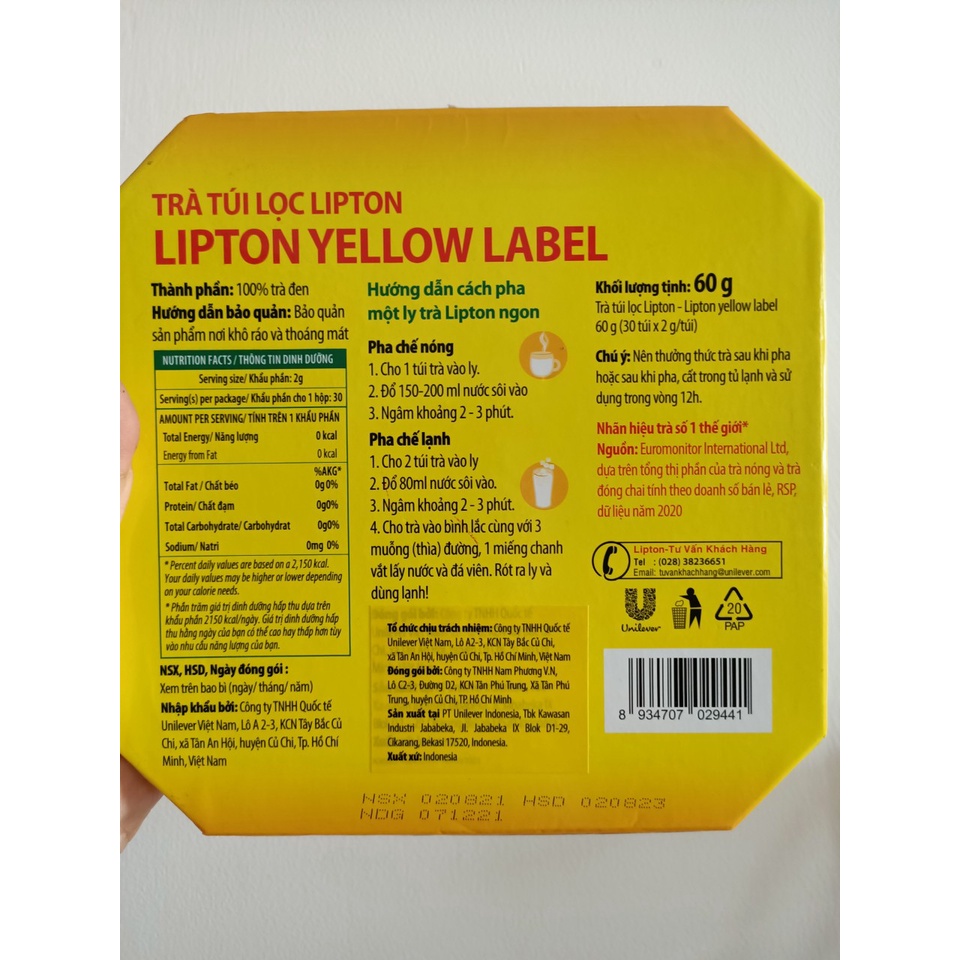 TRÀ TÚI LỌC LIPTON
LIPTON YELLOW LABEL
Thành phần: 100% trà đen
Hướng dẫn bảo quản: Bảo quản
sản phẩm nơi khô ráo và thoáng mát
NUTRITION FACTS / THÔNG TIN DINH DƯỠNG
Serving size/ Khẩu phần: 2g
Serving(s) per package/ Khẩu phần cho 1 hộp: 30
AMOUNT PER SERVING/ TÍNH TRÊN 1 KHẨU PHẦN
Total Energy/ Năng lượng 0 kcal
Energy from Fat 0 kcal
%AKG*
Total Fat / Chất béo 0g 0%
Protein/ Chất đạm 0g0%
Total Carbohydrate/ Carbohydrat 0g0%
Sodium/ Natri 0mg 0%
* Percent daily values are based on a 2,150 kcal.
Your daily values may be higher or lower depending
on your calorie needs.
* Phần trăm giá trị dinh dưỡng hấp thu dựa trên
khẩu phần 2150 kcal/ngày. Giá trị dinh dưỡng hấp
thu hằng ngày của bạn có thể cao hay thấp hơn tùy
vào nhu cầu năng lượng của bạn.
NSX, HSD, Ngày đóng gói :
Xem trên bao bì (ngày/ tháng/ năm)
Nhập khẩu bởi: Công ty TNHH Quốc tế
Unilever Việt Nam, Lô A 2-3, KCN Tây Bắc Củ
Chi, xã Tân An Hội, huyện Củ Chi, Tp. Hồ Chí
Minh, Việt Nam
Hướng dẫn cách pha
một ly trà Lipton ngon
Pha chế nóng
1. Cho 1 túi trà vào ly.
2. Đổ 150-200 ml nước sôi vào
3. Ngâm khoảng 2 - 3 phút.
Pha chế lạnh
1. Cho 2 túi trà vào ly
2. Đổ 80ml nước sôi vào.
3. Ngâm khoảng 2 - 3 phút.
4. Cho trà vào bình lắc cùng với 3
muỗng (thìa) đường, 1 miếng chanh
vắt lấy nước và đá viên. Rót ra ly và
dùng lạnh!
Tổ chức chịu trách nhiệm: Công ty TNHH Quốc tế
Unilever Việt Nam, Lô A2-3, KCN Tây Bắc Củ Chi,
xã Tân An Hội, huyện Củ Chi, Tp. Hồ Chí Minh, Việt Nam
Đóng gói bởi: Công ty TNHH Nam Phương V.N,
Lô C2-3, Đường D2, KCN Tân Phú Trung, Xã Tân Phú
Trung, huyện Củ Chi, TP. Hồ Chí Minh
Sản xuất tại PT Unilever Indonesia, Tbk Kawasan
Industri Jababeka, Jl. Jababeka IX Blok D1-29,
Cikarang, Bekasi 17520, Indonesia.
Xuất xứ: Indonesia
Khối lượng tịnh: 60 g
Trà túi lọc Lipton - Lipton yellow label
60 g (30 túi x 2 g/túi)
Chú ý: Nên thưởng thức trà sau khi pha
hoặc sau khi pha, cất trong tủ lạnh và sử
dụng trong vòng 12h.
Nhãn hiệu trà số 1 thế giới*
Nguồn: Euromonitor International Ltd,
dựa trên tổng thị phần của trà nóng và trà
đóng chai tính theo doanh số bán lẻ, RSP,
dữ liệu năm 2020
Lipton-Tư Vấn Khách Hàng
Tel : (028) 38236651
Email: tuvankhachhang@unilever.com
Unilever
20
PAP
8 934707 029441
NSX 020821 HSD 020823
NDG 071221